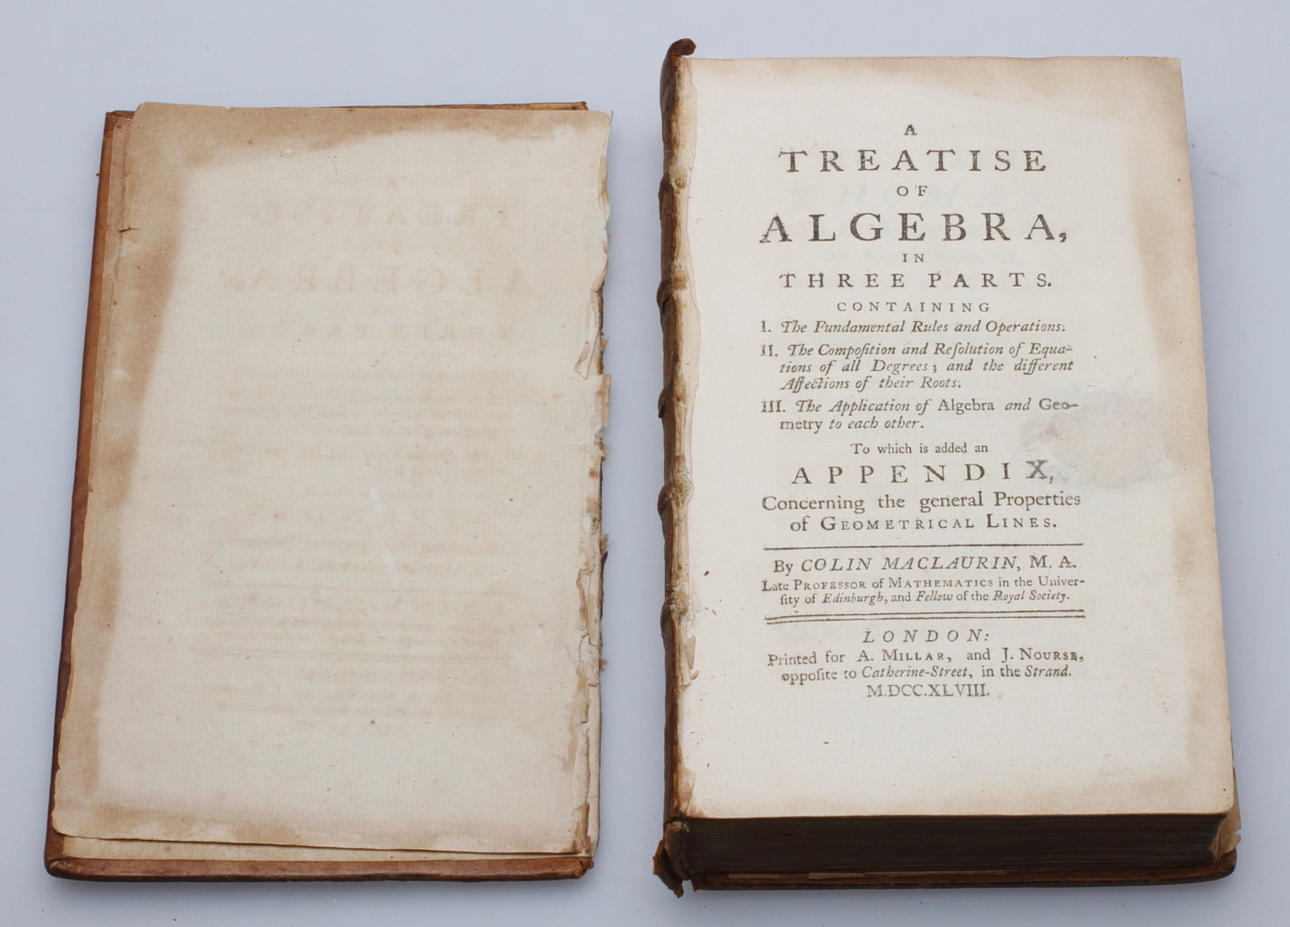 A
TREATISE
OF
ALGEBRA,
IN
THREE PARTS.
CONTAINING
I. The Fundamental Rules and Operations.
II. The Compoſition and Reſolution of Equa-
tions of all Degrees; and the different
Affections of their Roots.
III. The Application of Algebra and Geo-
metry to each other.
To which is added an
APPENDIX,
Concerning the general Properties
of GEOMETRICAL LINES.
By COLIN MACLAURIN, M. A.
Late PROFESSOR of MATHEMATICS in the Univer-
ſity of Edinburgh, and Fellow of the Royal Society.
LONDON:
Printed for A. MILLAR, and J. NOURSE,
oppoſite to Catherine-Street, in the Strand.
M.DCC.XLVIII.